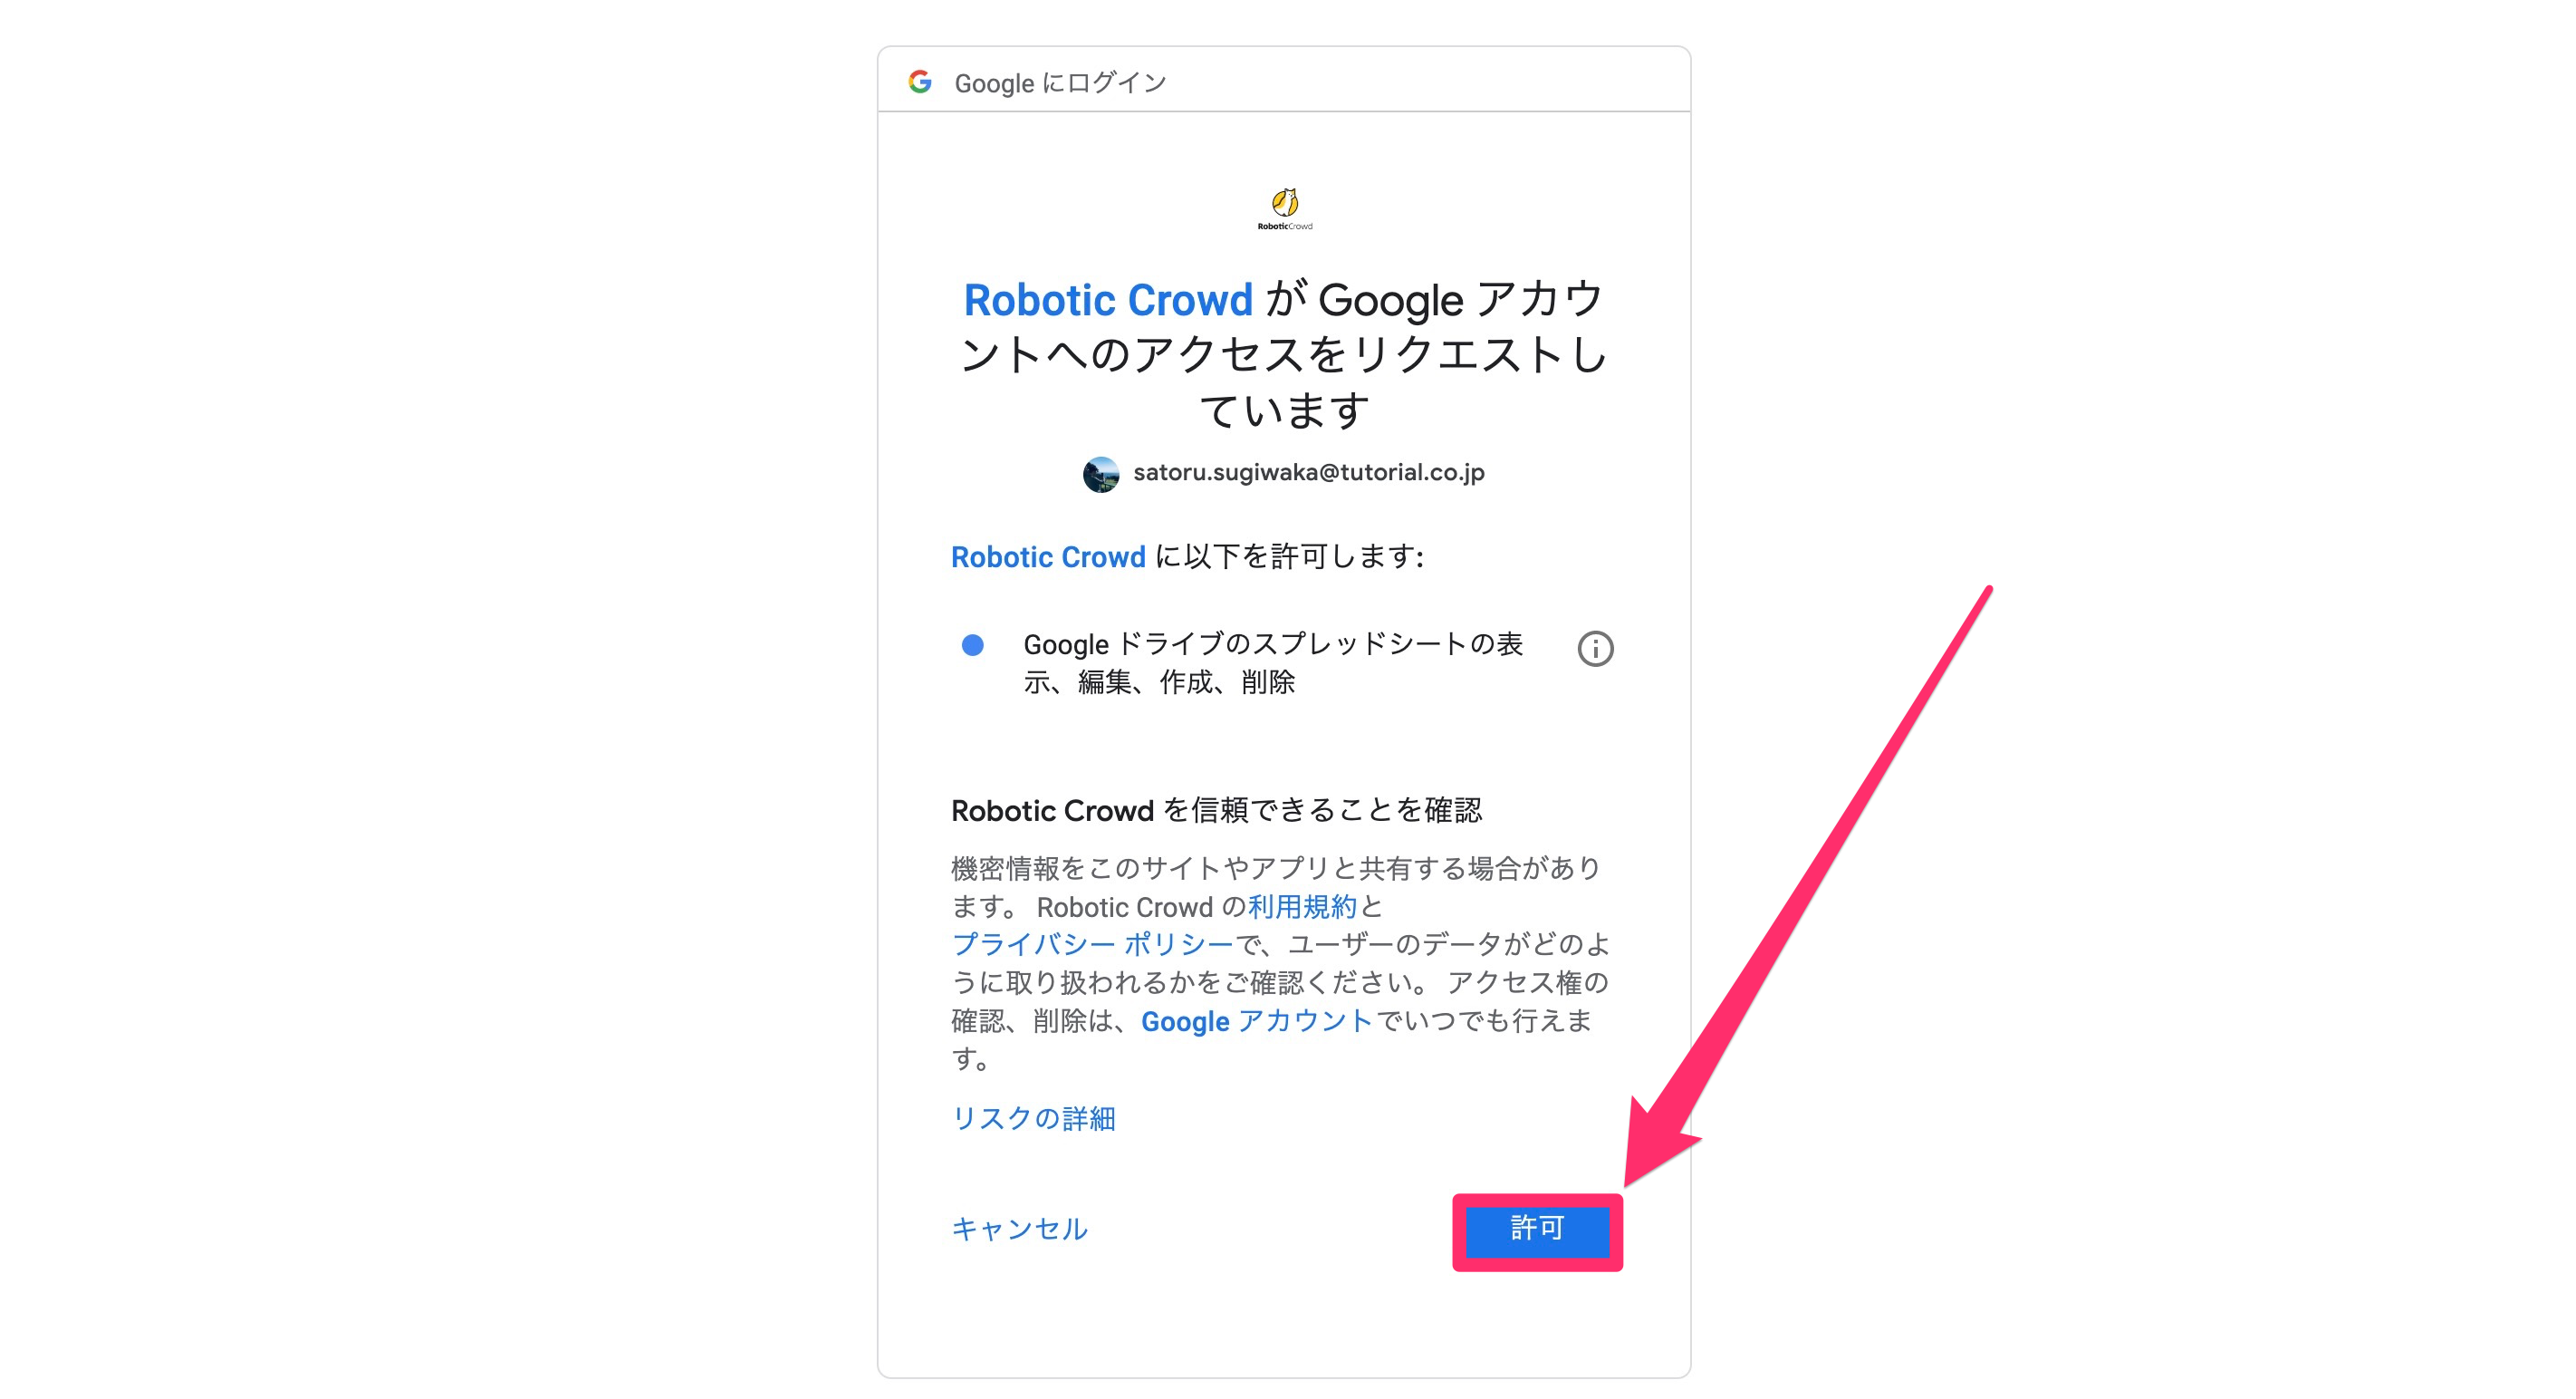 Google にログイン
RoboticCrowd
Robotic Crowd が Google アカウ
ントへのアクセスをリクエストし
ています
satoru.sugiwaka@tutorial.co.jp
Robotic Crowd に以下を許可します:
Google ドライブのスプレッドシートの表
示、編集、作成、削除
Robotic Crowd を信頼できることを確認
機密情報をこのサイトやアプリと共有する場合があり
ます。 Robotic Crowd の利用規約と
プライバシー ポリシーで、ユーザーのデータがどのよ
うに取り扱われるかをご確認ください。 アクセス権の
確認、削除は、Google アカウントでいつでも行えま
す。
リスクの詳細
キャンセル
許可